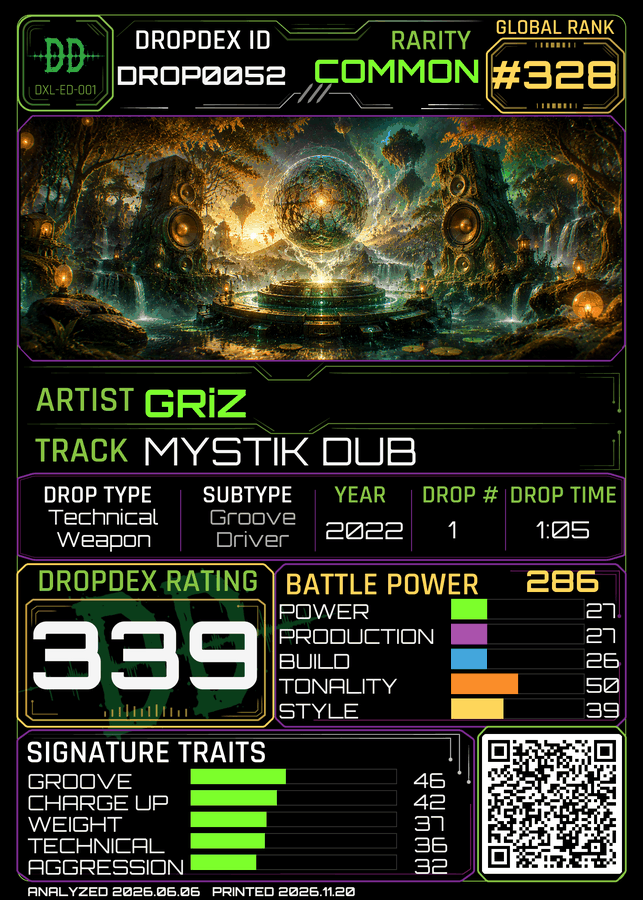 DD
DXL-ED-001
DROPDEX ID
DROP0052
RARITY
COMMON
GLOBAL RANK
#328
ARTIST GRiZ
TRACK MYSTIK DUB
DROP TYPE
Technical
Weapon
SUBTYPE
Groove
Driver
YEAR
2022
DROP #
1
DROP TIME
1:05
DROPDEX RATING
339
BATTLE POWER 286
POWER 27
PRODUCTION 27
BUILD 26
TONALITY 50
STYLE 39
SIGNATURE TRAITS
GROOVE 46
CHARGE UP 42
WEIGHT 37
TECHNICAL 36
AGGRESSION 32
ANALYZED 2026.06.06 PRINTED 2026.11.20